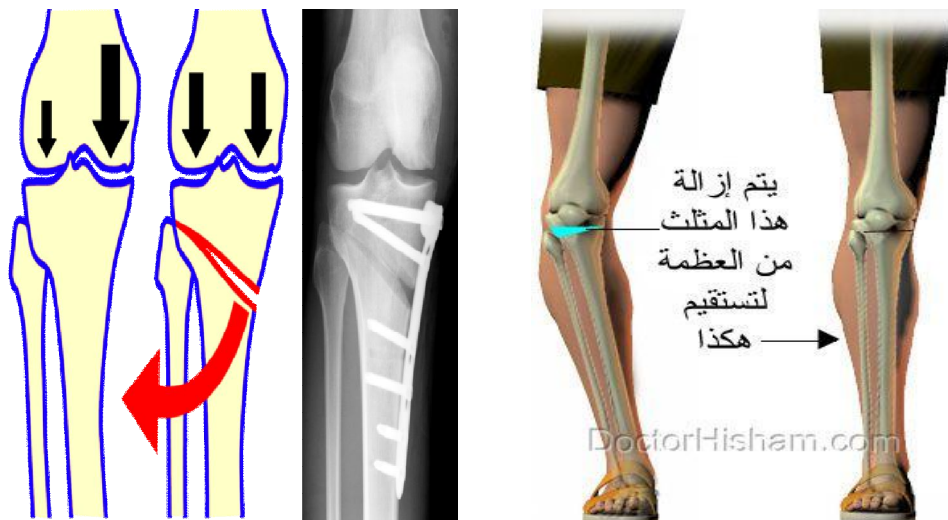 يتم إزالة
هذا المثلث
من العظمة
لتستقيم
هكذا
DoctorHisham.com